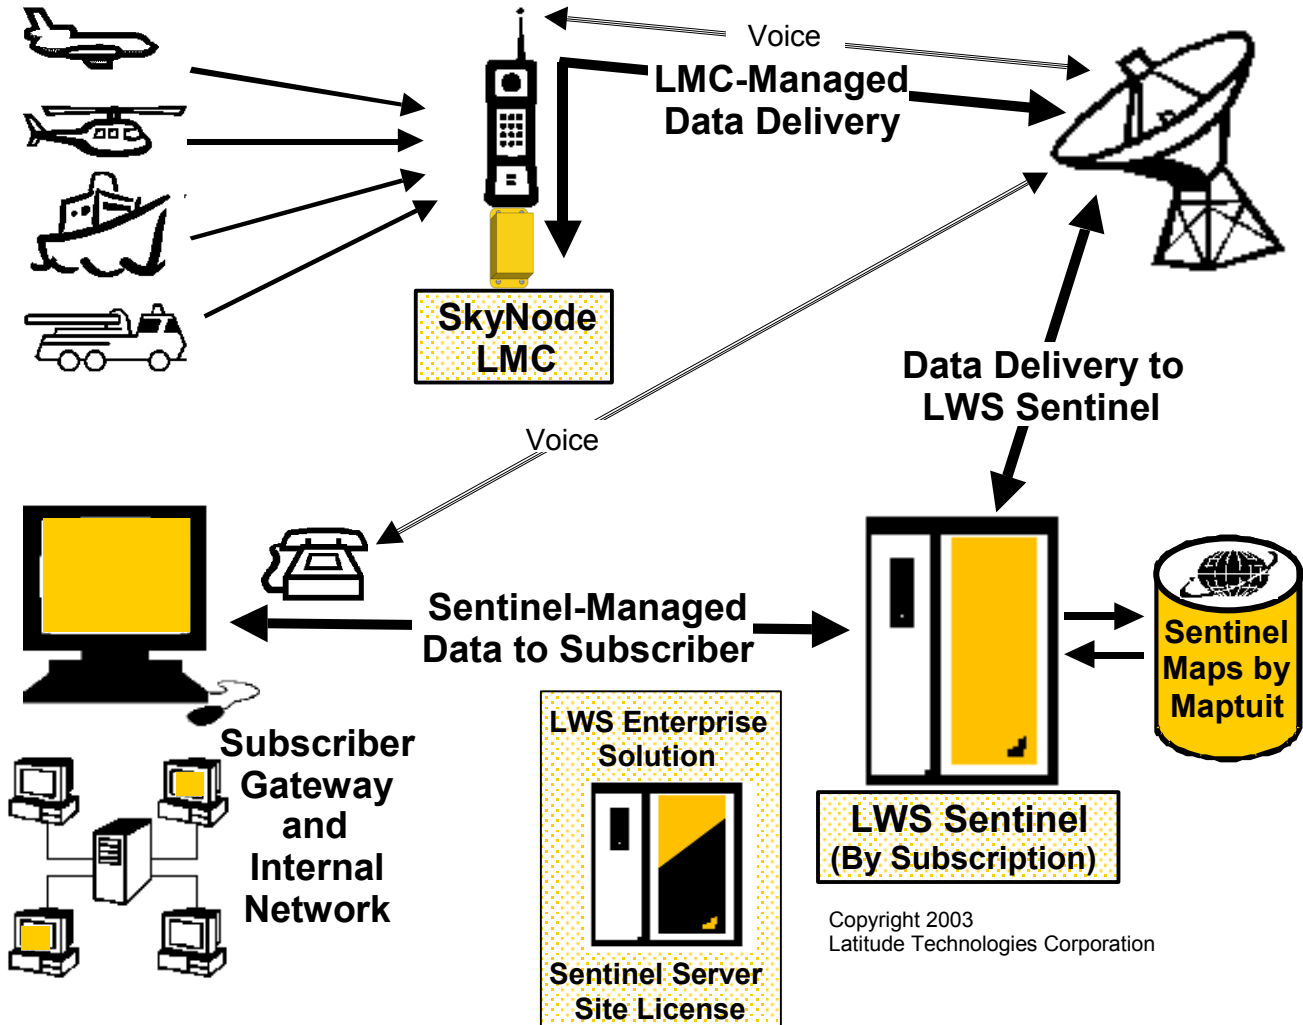 Voice
LMC-Managed
Data Delivery
SkyNode
LMC
Data Delivery to
LWS Sentinel
Voice
Sentinel-Managed
Data to Subscriber
Sentinel
Maps by
Maptuit
Subscriber
Gateway
and
Internal
Network
LWS Enterprise
Solution
Sentinel Server
Site License
LWS Sentinel
(By Subscription)
Copyright 2003
Latitude Technologies Corporation